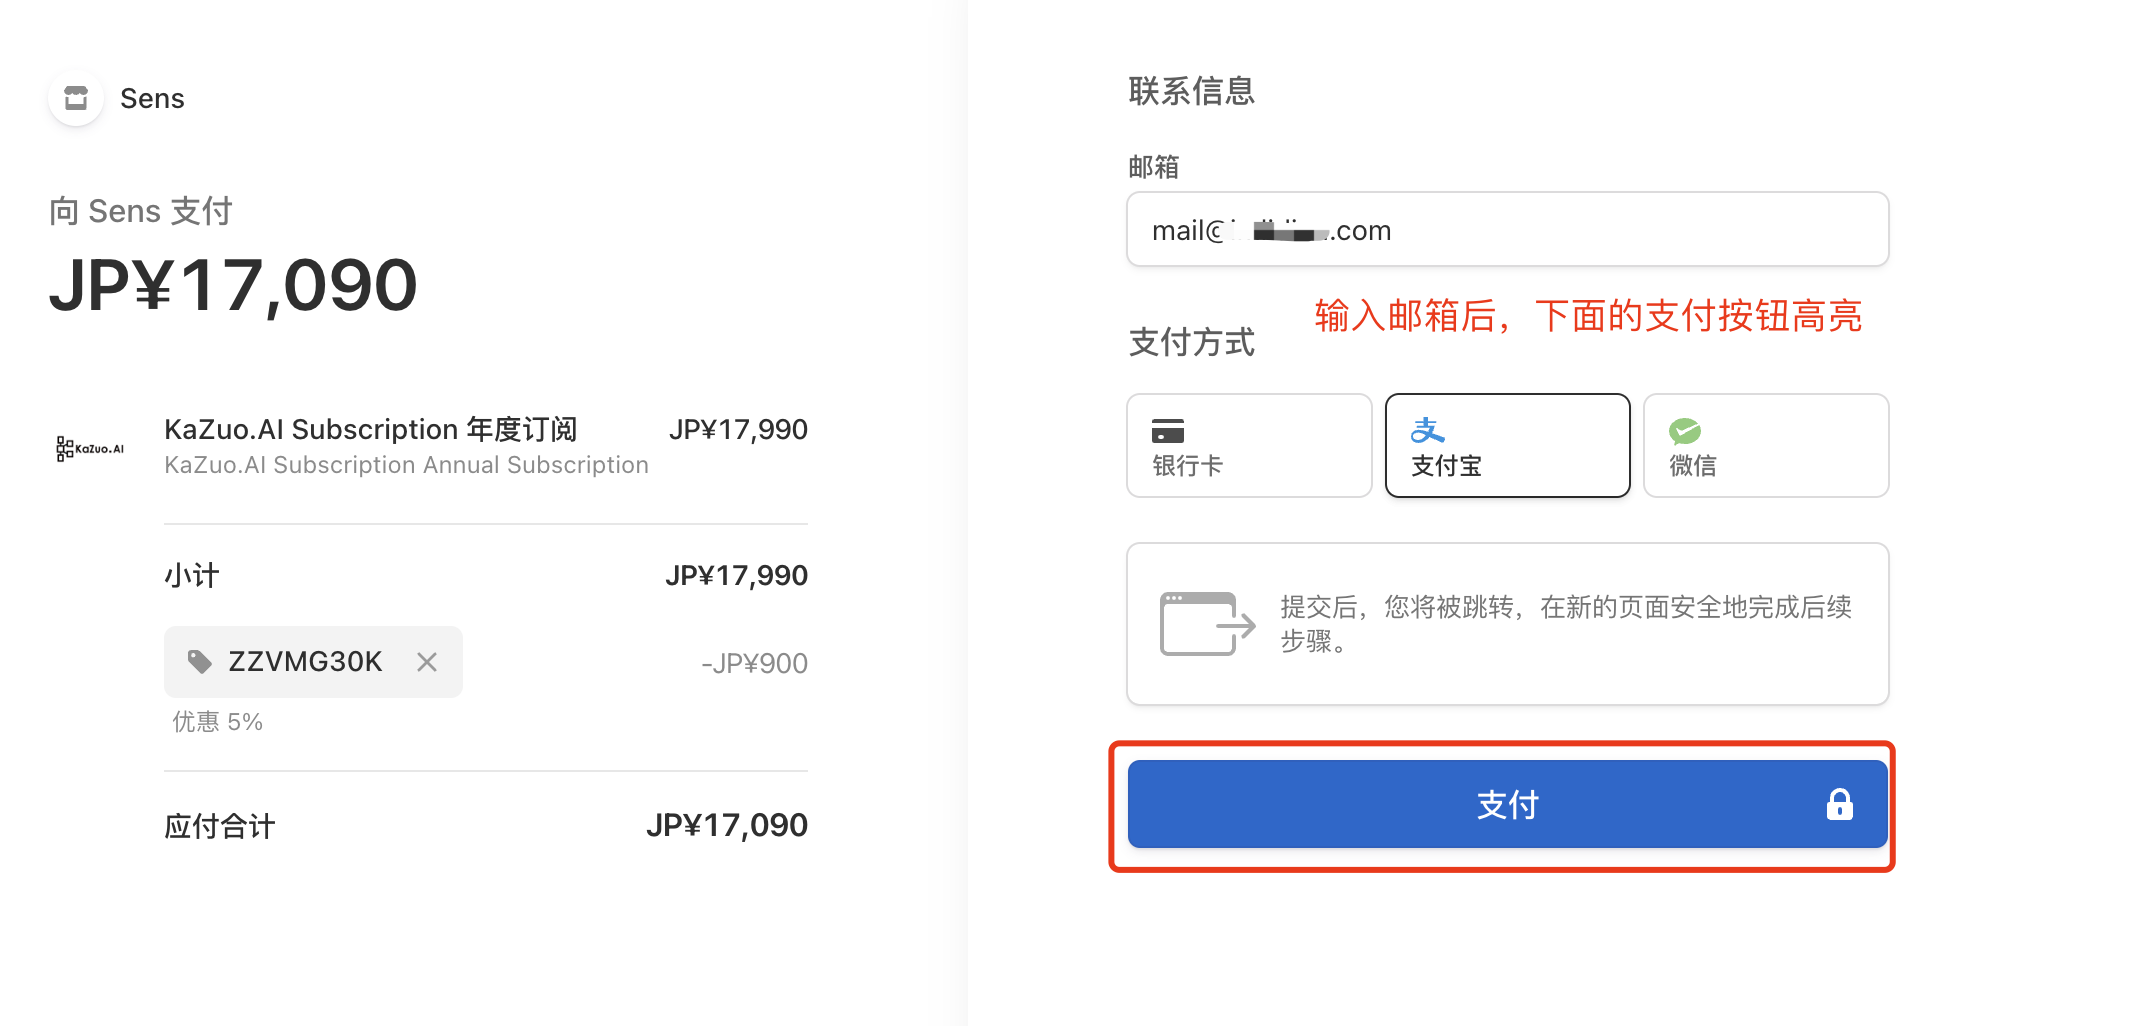 Sens
向 Sens 支付
JP¥17,090
KaZuo.AI
KaZuo.AI Subscription 年度订阅 JP¥17,990
KaZuo.AI Subscription Annual Subscription
小计 JP¥17,990
ZZVMG30K -JP¥900
优惠 5%
应付合计 JP¥17,090
联系信息
邮箱
mail@ .com
输入邮箱后，下面的支付按钮高亮
支付方式
银行卡
支付宝
微信
提交后，您将被跳转，在新的页面安全地完成后续
步骤。
支付